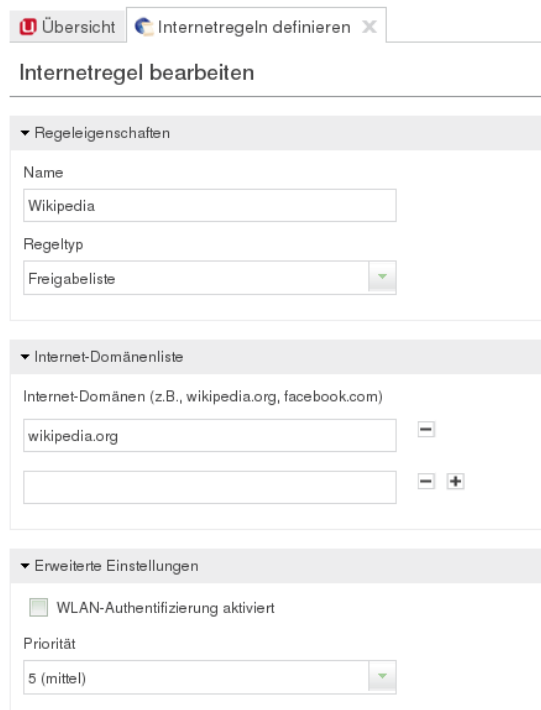 Übersicht
Internetregeln definieren
Internetregel bearbeiten
Regeleigenschaften
Name
Wikipedia
Regeltyp
Freigabeliste
Internet-Domänenliste
Internet-Domänen (z.B., wikipedia.org, facebook.com)
wikipedia.org
Erweiterte Einstellungen
WLAN-Authentifizierung aktiviert
Priorität
5 (mittel)